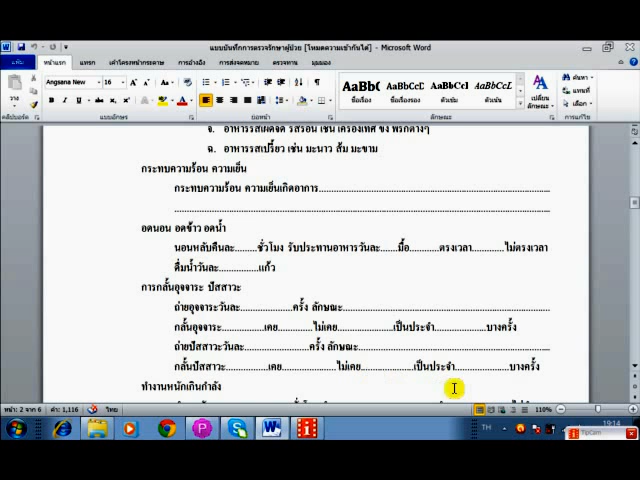 แบบบันทึกการตรวจรักษาผู้ป่วย [โหมดความเข้ากันได้] - Microsoft Word
แฟ้ม หน้าแรก แทรก เค้าโครงหน้ากระดาษ การอ้างอิง การส่งจดหมาย ตรวจทาน มุมมอง
Angsana New 16
วาง
AaBbC AaBbCcD AaBbCcI AaBbCcI
ชื่อเรื่อง ชื่อเรื่องรอง ตัวเข้ม ตัวเน้น
เปลี่ยน ลักษณะ
ค้นหา
แทนที่
เลือก
คลิปบอร์ด แบบอักษร ย่อหน้า ลักษณะ การแก้ไข
จ. อาหารรสเผ็ดจัด รสร้อน เช่น เครื่องเทศ ขิง พริกต่างๆ
ฉ. อาหารรสเปรี้ยว เช่น มะนาว ส้ม มะขาม
กระทบความร้อน ความเย็น
กระทบความร้อน ความเย็นเกิดอาการ..........
..........
อดนอน อดข้าว อดน้ำ
นอนหลับคืนละ........ชั่วโมง รับประทานอาหารวันละ......มื้อ..........ตรงเวลา...........ไม่ตรงเวลา
ดื่มน้ำวันละ..............แก้ว
การกลั้นอุจจาระ ปัสสาวะ
ถ่ายอุจจาระวันละ..................ครั้ง ลักษณะ..........
กลั้นอุจจาระ..............เคย............ไม่เคย...................เป็นประจำ..................บางครั้ง
ถ่ายปัสสาวะวันละ......................ครั้ง ลักษณะ..........
กลั้นปัสสาวะ..............เคย..................ไม่เคย..................เป็นประจำ...................บางครั้ง
ทำงานหนักเกินกำลัง
หน้า: 2 จาก 6 คำ: 1,116 ไทย 110%
TH 19:14
TipCam